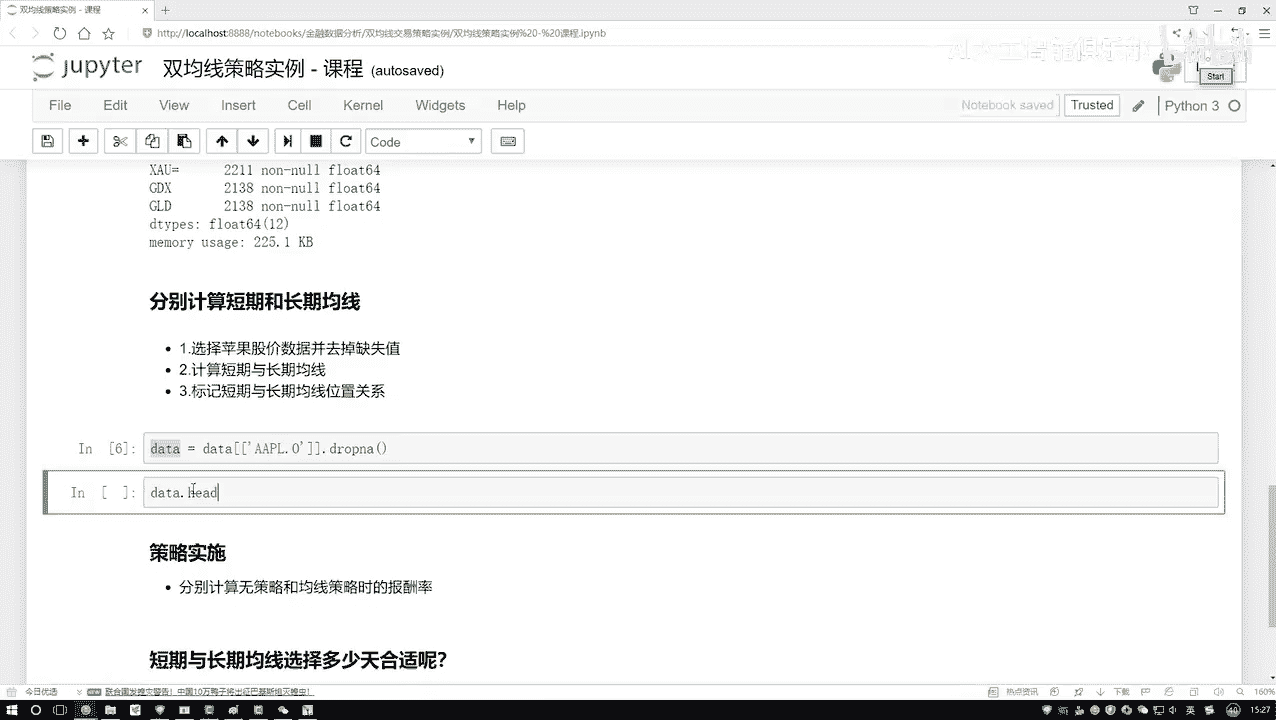 双均线策略实例 - 课程
http://localhost:8888/notebooks/金融数据分析/双均线交易策略实例/双均线策略实例%20-%20课程.ipynb
jupyter 双均线策略实例 - 课程 (autosaved)
Start
File Edit View Insert Cell Kernel Widgets Help
Notebook saved Trusted Python 3
Code
XAU= 2211 non-null float64
GDX 2138 non-null float64
GLD 2138 non-null float64
dtypes: float64(12)
memory usage: 225.1 KB
分别计算短期和长期均线
1.选择苹果股价数据并去掉缺失值
2.计算短期与长期均线
3.标记短期与长期均线位置关系
In [6]: data = data[['AAPL.O']].dropna()
In [ ]: data.head
策略实施
分别计算无策略和均线策略时的报酬率
短期与长期均线选择多少天合适呢?
今日优选
热点资讯 下载 160%
英 15:27